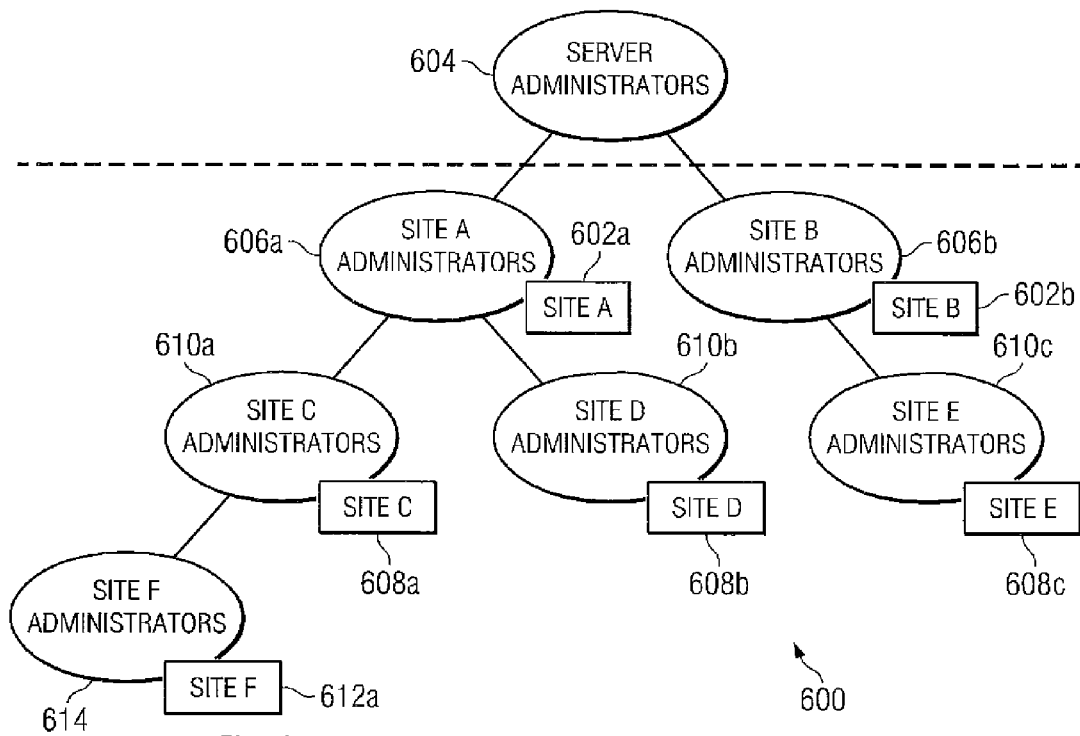 SERVER
ADMINISTRATORS
604
SITE A
ADMINISTRATORS
606a
602a
SITE A
SITE B
ADMINISTRATORS
606b
SITE B
602b
610a
SITE C
ADMINISTRATORS
SITE C
608a
610b
SITE D
ADMINISTRATORS
SITE D
608b
610c
SITE E
ADMINISTRATORS
SITE E
608c
SITE F
ADMINISTRATORS
SITE F
612a
614
600